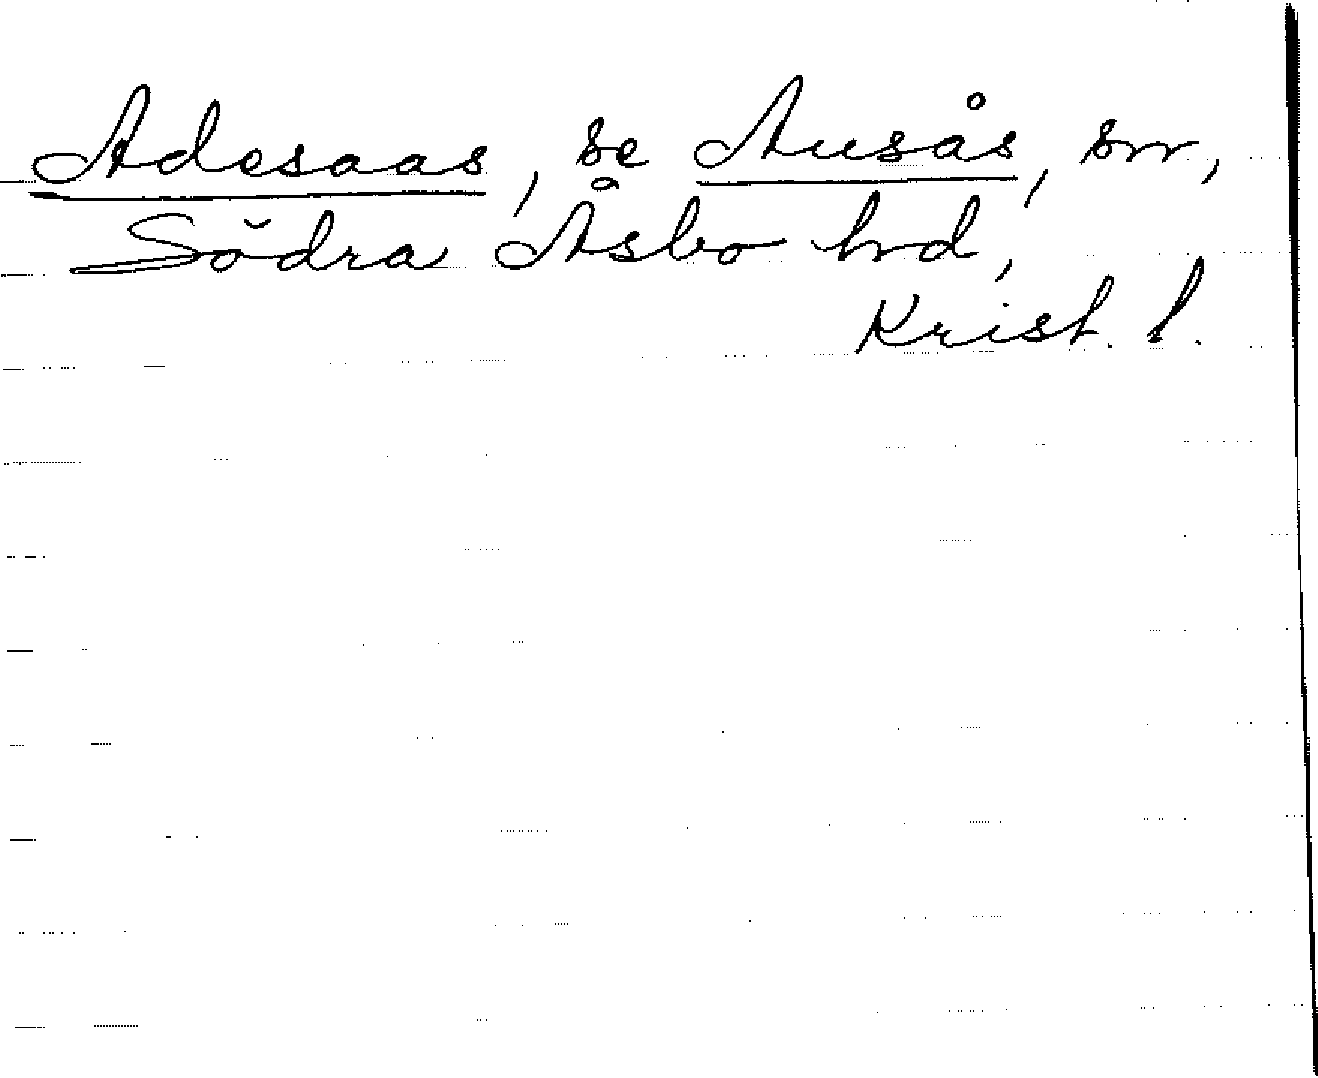 Adesaas, se Ausås, sn,
Södra Åsbo hd,
Krist. l.